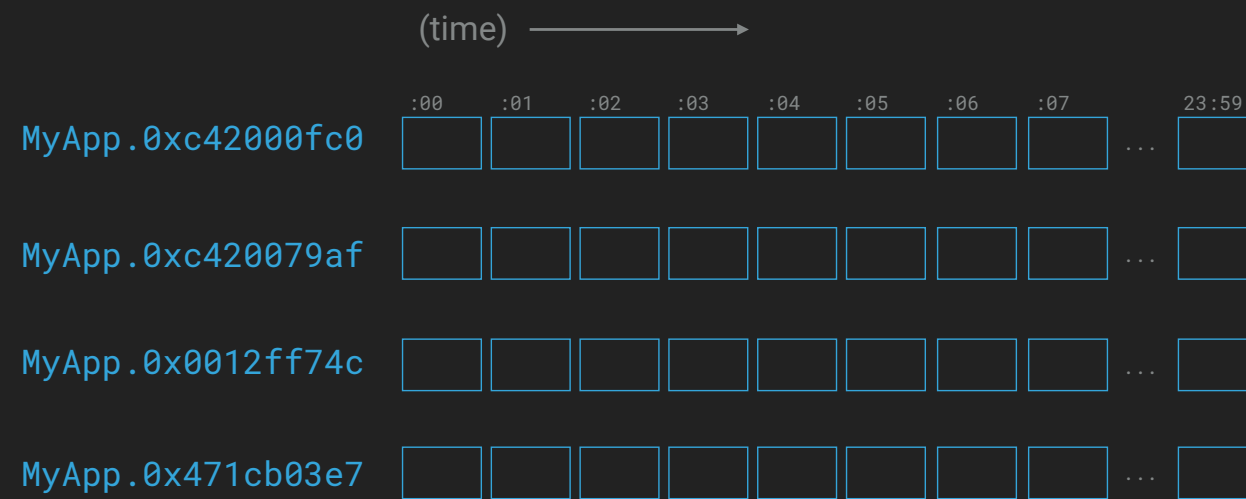 (time)
:00 :01 :02 :03 :04 :05 :06 :07 23:59
MyApp.0xc42000fc0 ...
MyApp.0xc420079af ...
MyApp.0x0012ff74c ...
MyApp.0x471cb03e7 ...